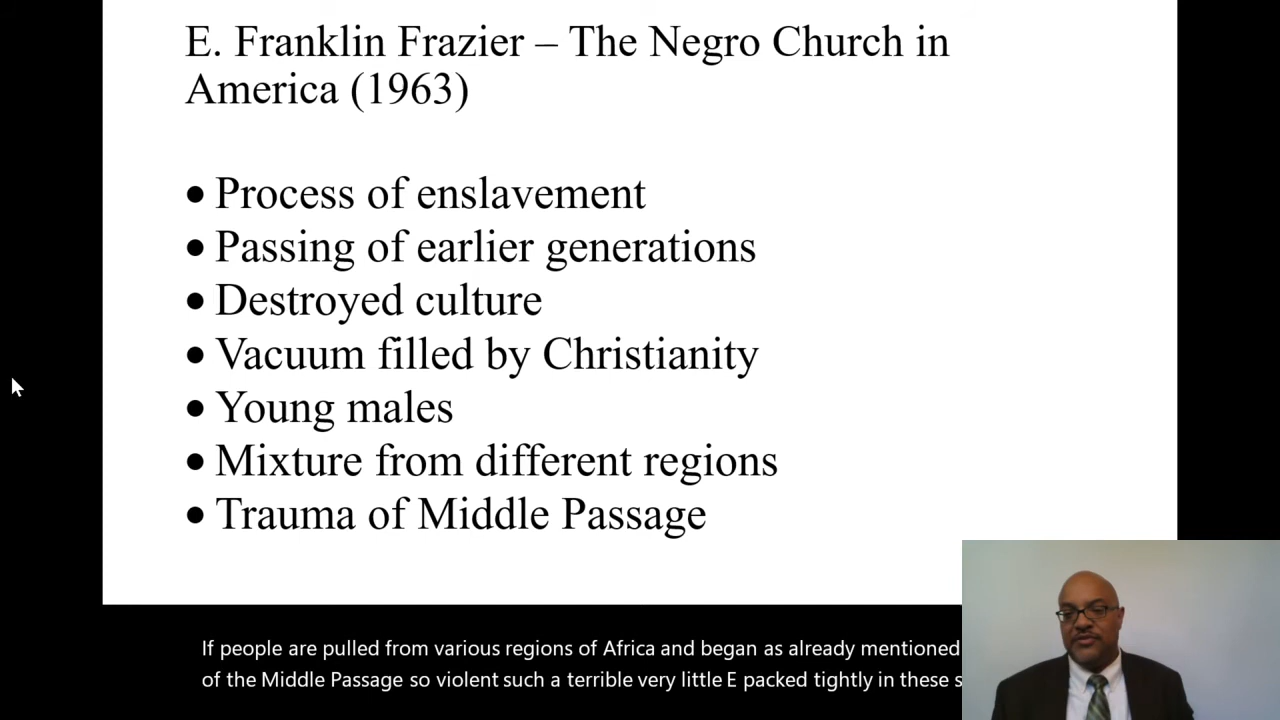 E. Franklin Frazier – The Negro Church in
America (1963)
• Process of enslavement
• Passing of earlier generations
• Destroyed culture
• Vacuum filled by Christianity
• Young males
• Mixture from different regions
• Trauma of Middle Passage
If people are pulled from various regions of Africa and began as already mentioned
of the Middle Passage so violent such a terrible very little E packed tightly in these